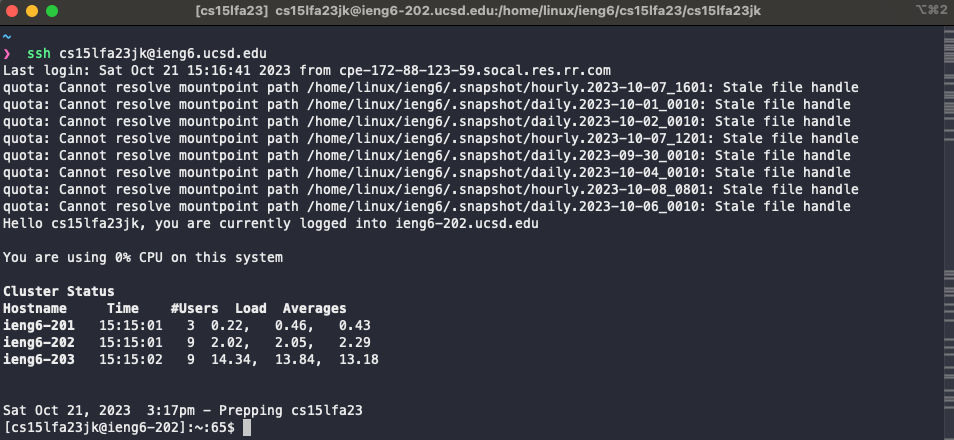 [cs15lfa23] cs15lfa23jk@ieng6-202.ucsd.edu:/home/linux/ieng6/cs15lfa23/cs15lfa23jk ⌥⌘2
~
❯ ssh cs15lfa23jk@ieng6.ucsd.edu
Last login: Sat Oct 21 15:16:41 2023 from cpe-172-88-123-59.socal.res.rr.com
quota: Cannot resolve mountpoint path /home/linux/ieng6/.snapshot/hourly.2023-10-07_1601: Stale file handle
quota: Cannot resolve mountpoint path /home/linux/ieng6/.snapshot/daily.2023-10-01_0010: Stale file handle
quota: Cannot resolve mountpoint path /home/linux/ieng6/.snapshot/daily.2023-10-02_0010: Stale file handle
quota: Cannot resolve mountpoint path /home/linux/ieng6/.snapshot/hourly.2023-10-07_1201: Stale file handle
quota: Cannot resolve mountpoint path /home/linux/ieng6/.snapshot/daily.2023-09-30_0010: Stale file handle
quota: Cannot resolve mountpoint path /home/linux/ieng6/.snapshot/daily.2023-10-04_0010: Stale file handle
quota: Cannot resolve mountpoint path /home/linux/ieng6/.snapshot/hourly.2023-10-08_0801: Stale file handle
quota: Cannot resolve mountpoint path /home/linux/ieng6/.snapshot/daily.2023-10-06_0010: Stale file handle
Hello cs15lfa23jk, you are currently logged into ieng6-202.ucsd.edu
You are using 0% CPU on this system
Cluster Status
Hostname Time #Users Load Averages
ieng6-201 15:15:01 3 0.22, 0.46, 0.43
ieng6-202 15:15:01 9 2.02, 2.05, 2.29
ieng6-203 15:15:02 9 14.34, 13.84, 13.18
Sat Oct 21, 2023 3:17pm - Prepping cs15lfa23
[cs15lfa23jk@ieng6-202]:~:65$